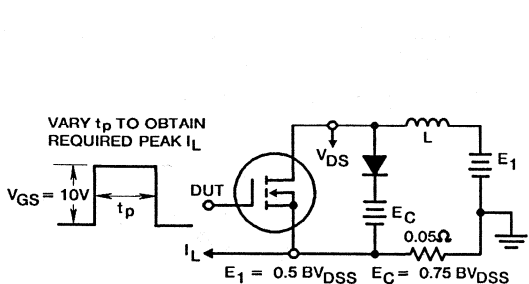 VARY tp TO OBTAIN
REQUIRED PEAK IL
VGS = 10V
tp
DUT
VDS
L
E1
EC
0.05Ω
IL
E1 = 0.5 BVDSS
EC = 0.75 BVDSS